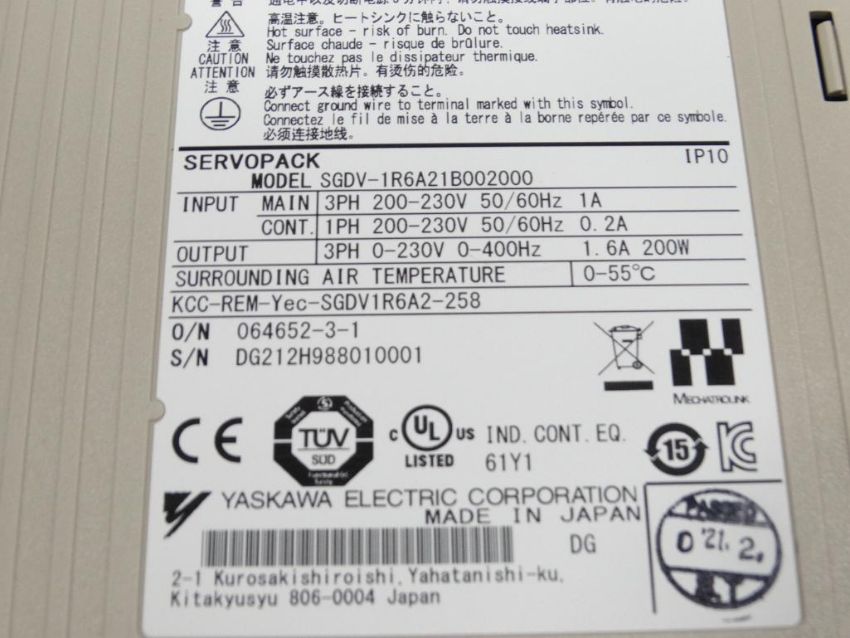 高温注意。ヒートシンクに触らないこと。
Hot surface - risk of burn. Do not touch heatsink.
注 意
Surface chaude - risque de brûlure.
CAUTION
Ne touchez pas le dissipateur thermique.
ATTENTION
请勿触摸散热片。有烫伤的危险。
注 意
必ずアース線を接続すること。
Connect ground wire to terminal marked with this symbol.
Connectez le fil de mise à la terre à la borne repérée par ce symbole.
必须连接地线。
SERVOPACK IP10
MODEL SGDV-1R6A21B002000
INPUT MAIN 3PH 200-230V 50/60Hz 1A
CONT. 1PH 200-230V 50/60Hz 0.2A
OUTPUT 3PH 0-230V 0-400Hz 1.6A 200W
SURROUNDING AIR TEMPERATURE 0-55℃
KCC-REM-Yec-SGDV1R6A2-258
O/N 064652-3-1
S/N DG212H988010001
MECHATROLINK
CE
TÜV
SÜD
c UL US
LISTED
IND. CONT. EQ.
61Y1
15
YASKAWA ELECTRIC CORPORATION
MADE IN JAPAN
DG
PASSED
0 '21. 2.
2-1 Kurosakishiroishi, Yahatanishi-ku,
Kitakyusyu 806-0004 Japan